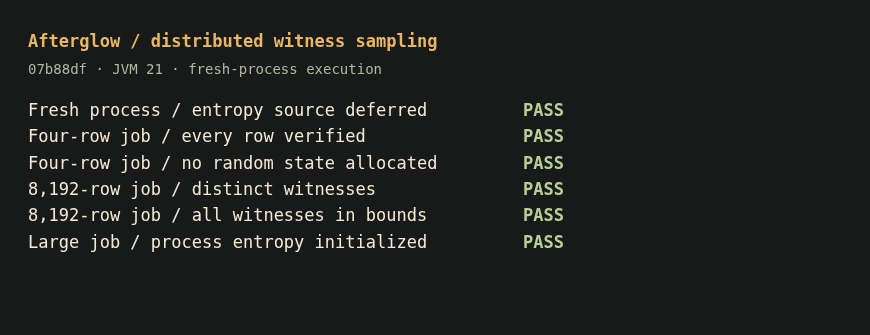 Afterglow / distributed witness sampling
07b88df · JVM 21 · fresh-process execution
Fresh process / entropy source deferred PASS
Four-row job / every row verified PASS
Four-row job / no random state allocated PASS
8,192-row job / distinct witnesses PASS
8,192-row job / all witnesses in bounds PASS
Large job / process entropy initialized PASS